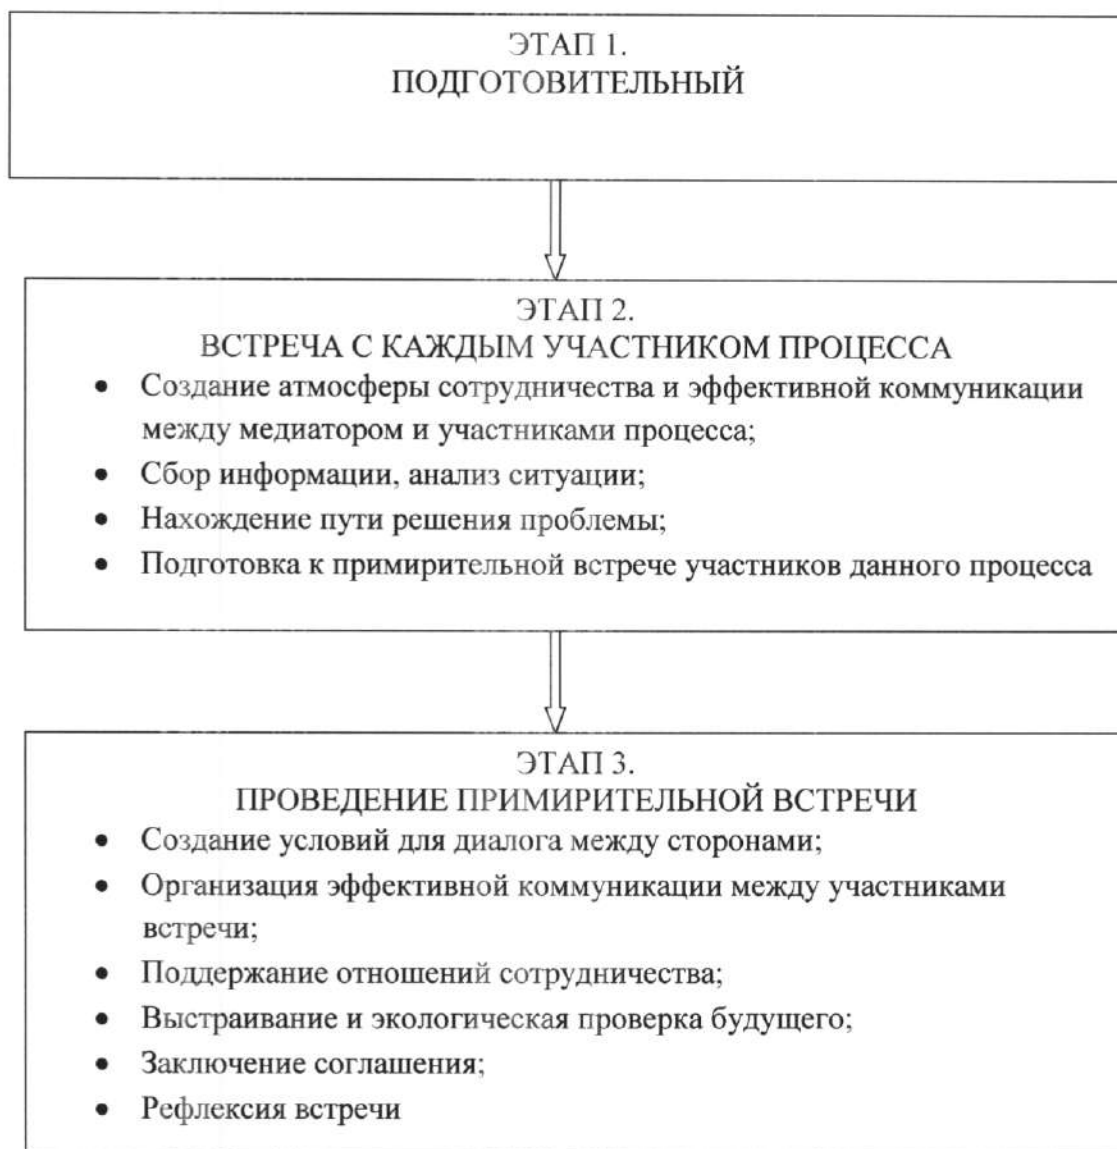 ЭТАП 1.
ПОДГОТОВИТЕЛЬНЫЙ
ЭТАП 2.
ВСТРЕЧА С КАЖДЫМ УЧАСТНИКОМ ПРОЦЕССА
• Создание атмосферы сотрудничества и эффективной коммуникации
между медиатором и участниками процесса;
• Сбор информации, анализ ситуации;
• Нахождение пути решения проблемы;
• Подготовка к примирительной встрече участников данного процесса
ЭТАП 3.
ПРОВЕДЕНИЕ ПРИМИРИТЕЛЬНОЙ ВСТРЕЧИ
• Создание условий для диалога между сторонами;
• Организация эффективной коммуникации между участниками
встречи;
• Поддержание отношений сотрудничества;
• Выстраивание и экологическая проверка будущего;
• Заключение соглашения;
• Рефлексия встречи